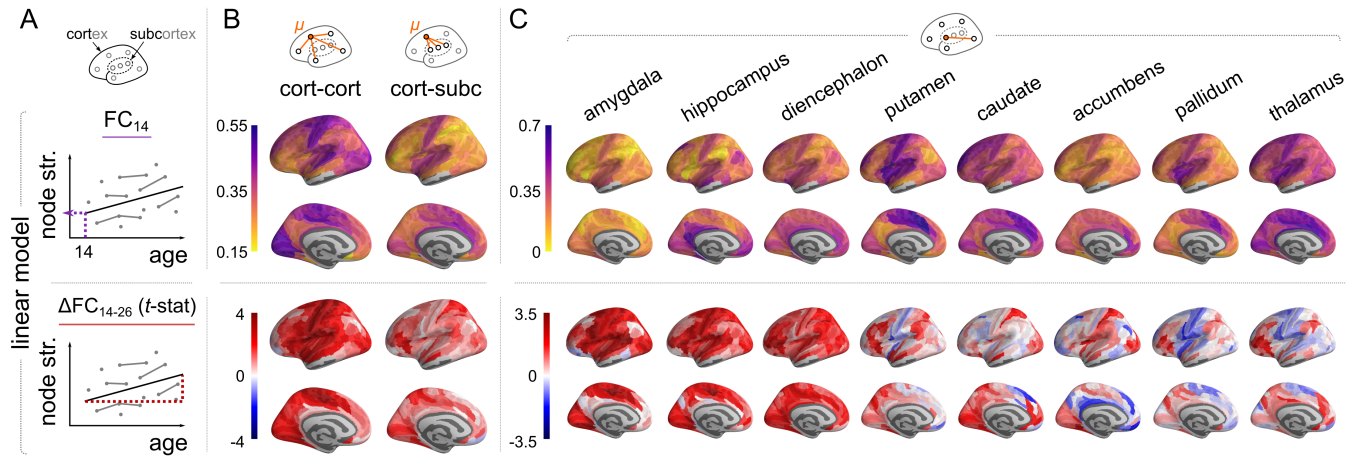 A
cortex
subcortex
linear model
FC14
node str.
14
age
ΔFC14-26 (t-stat)
node str.
age
B
μ
μ
cort-cort
cort-subc
0.55
0.35
0.15
4
0
-4
C
amygdala
hippocampus
diencephalon
putamen
caudate
accumbens
pallidum
thalamus
0.7
0.35
0
3.5
0
-3.5